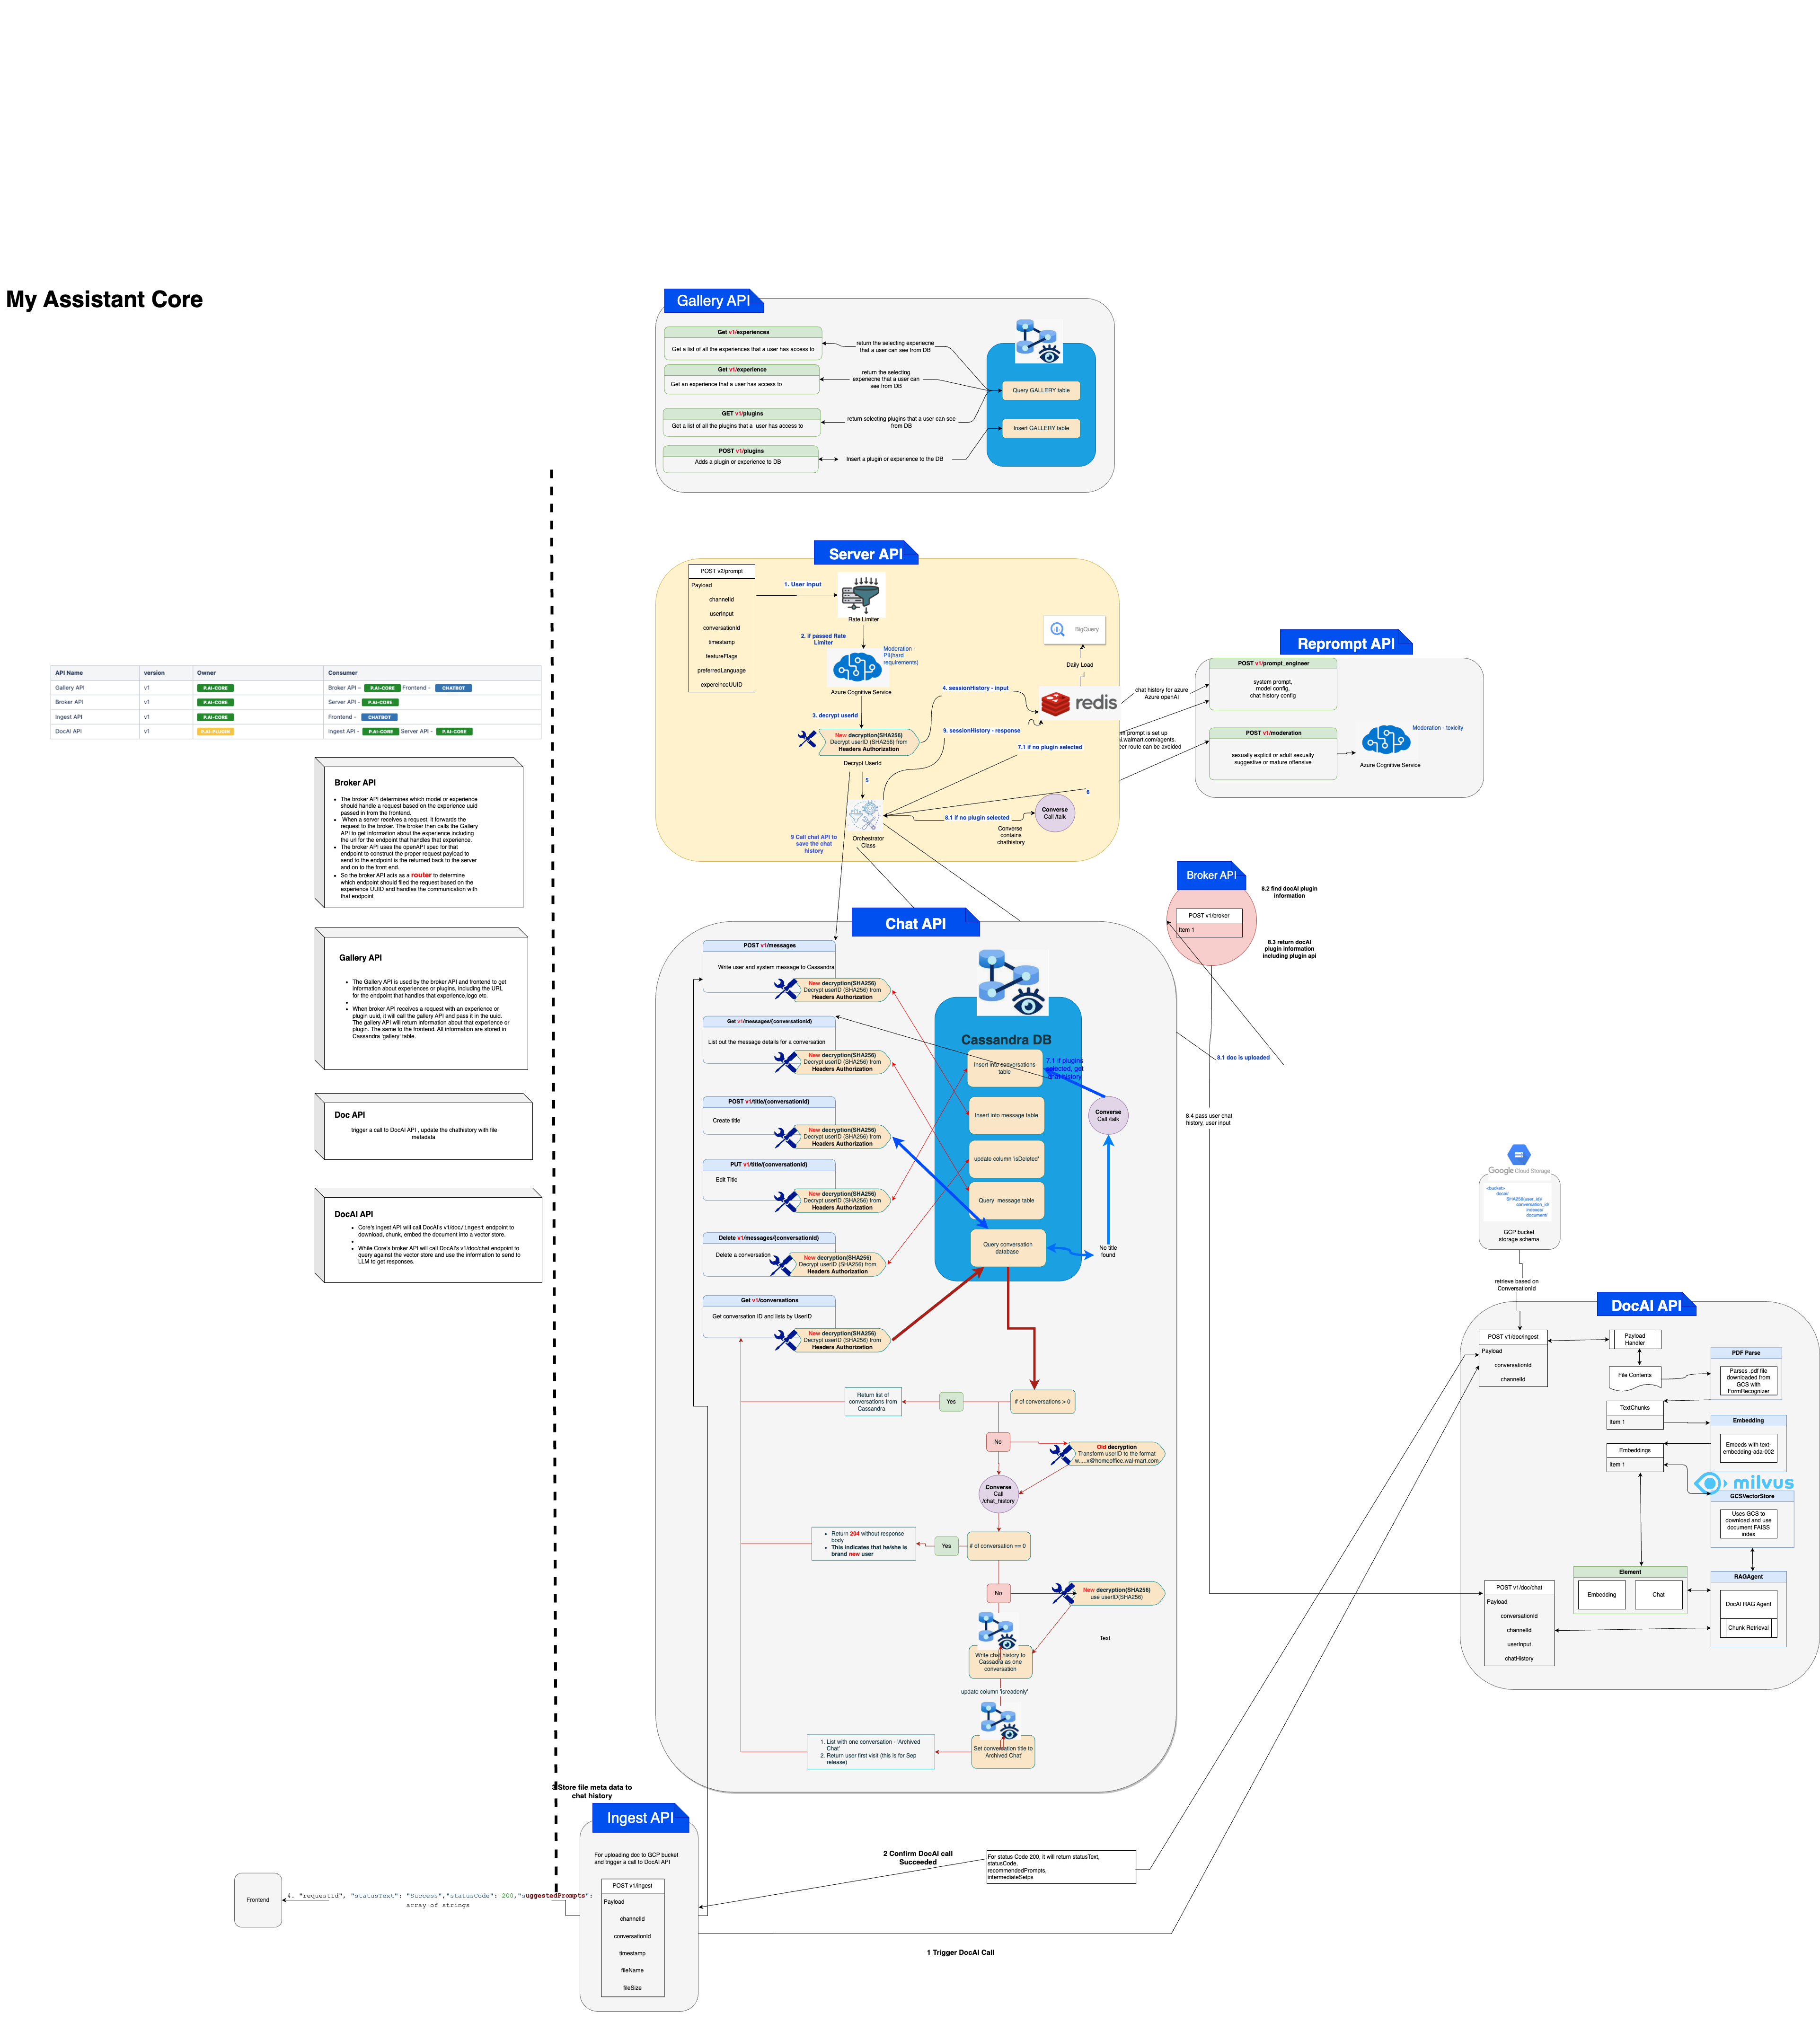 My Assistant Core
Gallery API
Get v1/experiences
Get a list of all the experiences that a user has access to
return the selecting experiecne
that a user can see from DB
Get v1/experience
Get an experience that a user has access to
return the selecting
experiecne that a user can
see from DB
Query GALLERY table
GET v1/plugins
Get a list of all the plugins that a user has access to
return selecting plugins that a user can see
from DB
Insert GALLERY table
POST v1/plugins
Adds a plugin or experience to DB
Insert a plugin or experience to the DB
Server API
POST v2/prompt
Payload
channelId
userInput
conversationId
timestamp
featureFlags
preferredLanguage
expereinceUUID
1. User input
Rate Limiter
2. if passed Rate
Limiter
Moderation -
PII(hard
requirements)
Azure Cognitive Service
3. decrypt userId
New decryption(SHA256)
Decrypt userID (SHA256) from
Headers Authorization
Decrypt UserId
5
Orchestrator
Class
9 Call chat API to
save the chat
history
4. sessionHistory - input
9. sessionHistory - response
7.1 if no plugin selected
6
8.1 if no plugin selected
Converse
Call /talk
Converse
contains
chathistory
BigQuery
Daily Load
redis
chat history for azure
Azure openAI
prompt is set up
.walmart.com/agents.
route can be avoided
Reprompt API
POST v1/prompt_engineer
system prompt,
model config,
chat history config
POST v1/moderation
sexually explicit or adult sexually
suggestive or mature offensive
Moderation - toxicity
Azure Cognitive Service
API Name version Owner Consumer
Gallery API v1 P.AI-CORE Broker API - P.AI-CORE Frontend - CHATBOT
Broker API v1 P.AI-CORE Server API - P.AI-CORE
Ingest API v1 P.AI-CORE Frontend - CHATBOT
DocAI API v1 P.AI-PLUGIN Ingest API - P.AI-CORE Server API - P.AI-CORE
Broker API
The broker API determines which model or experience
should handle a request based on the experience uuid
passed in from the frontend.
When a server receives a request, it forwards the
request to the broker. The broker then calls the Gallery
API to get information about the experience including
the url for the endpoint that handles that experience.
The broker API uses the openAPI spec for that
endpoint to construct the proper request payload to
send to the endpoint is the returned back to the server
and on to the front end.
So the broker API acts as a router to determine
which endpoint should filed the request based on the
experience UUID and handles the communication with
that endpoint
Gallery API
The Gallery API is used by the broker API and frontend to get
information about experiences or plugins, including the URL
for the endpoint that handles that experience,logo etc.
When broker API receives a request with an experience or
plugin uuid, it will call the gallery API and pass it in the uuid.
The gallery API will return information about that experience or
plugin. The same to the frontend. All information are stored in
Cassandra 'gallery' table.
Doc API
trigger a call to DocAI API , update the chathistory with file
metadata
DocAI API
Core's ingest API will call DocAI's v1/doc/ingest endpoint to
download, chunk, embed the document into a vector store.
While Core's broker API will call DocAI's v1/doc/chat endpoint to
query against the vector store and use the information to send to
LLM to get responses.
Broker API
POST v1/broker
Item 1
8.2 find docAI plugin
information
8.3 return docAI
plugin information
including plugin api
8.1 doc is uploaded
8.4 pass user chat
history, user input
Chat API
POST v1/messages
Write user and system message to Cassandra
New decryption(SHA256)
Decrypt userID (SHA256) from
Headers Authorization
Get v1/messages/{conversationId}
List out the message details for a conversation
New decryption(SHA256)
Decrypt userID (SHA256) from
Headers Authorization
POST v1/title/{conversationId}
Create title
New decryption(SHA256)
Decrypt userID (SHA256) from
Headers Authorization
PUT v1/title/{conversationId}
Edit Title
New decryption(SHA256)
Decrypt userID (SHA256) from
Headers Authorization
Delete v1/messages/{conversationId}
Delete a conversation
New decryption(SHA256)
Decrypt userID (SHA256) from
Headers Authorization
Get v1/conversations
Get conversation ID and lists by UserID
New decryption(SHA256)
Decrypt userID (SHA256) from
Headers Authorization
Cassandra DB
Insert into conversations
table
7.1 if plugins
selected, get
chat history
Insert into message table
update column 'isDeleted'
Query message table
Query conversation
database
Converse
Call /talk
No title
found
# of conversations > 0
Yes
Return list of
conversations from
Cassandra
No
Old decryption
Transform userID to the format
w.....x@homeoffice.wal-mart.com
Converse
Call
/chat_history
# of conversation == 0
Yes
Return 204 without response
body
This indicates that he/she is
brand new user
No
New decryption(SHA256)
use userID(SHA256)
Text
Write chat history to
Cassadra as one
conversation
update column 'isreadonly'
Set conversation title to
'Archived Chat'
1. List with one conversation - 'Archived
Chat'
2. Return user first visit (this is for Sep
release)
Google Cloud Storage
<bucket>
docai/
SHA256(user_id)/
conversation_id/
indexes/
document/
GCP bucket
storage schema
retrieve based on
ConversationId
DocAI API
POST v1/doc/ingest
Payload
conversationId
channelId
Payload
Handler
File Contents
PDF Parse
Parses .pdf file
downloaded from
GCS with
FormRecognizer
TextChunks
Item 1
Embedding
Embeds with text-
embedding-ada-002
Embeddings
Item 1
milvus
GCSVectorStore
Uses GCS to
download and use
document FAISS
index
Element
Embedding
Chat
RAGAgent
DocAI RAG Agent
Chunk Retrieval
POST v1/doc/chat
Payload
conversationId
channelId
userInput
chatHistory
3 Store file meta data to
chat history
Ingest API
For uploading doc to GCP bucket
and trigger a call to DocAI API
POST v1/ingest
Payload
channelId
conversationId
timestamp
fileName
fileSize
2 Confirm DocAI call
Succeeded
For status Code 200, it will return statusText,
statusCode,
recommendedPrompts,
intermediateSetps
1 Trigger DocAI Call
Frontend
4. "requestId", "statusText": "Success","statusCode": 200,"suggestedPrompts":
array of strings